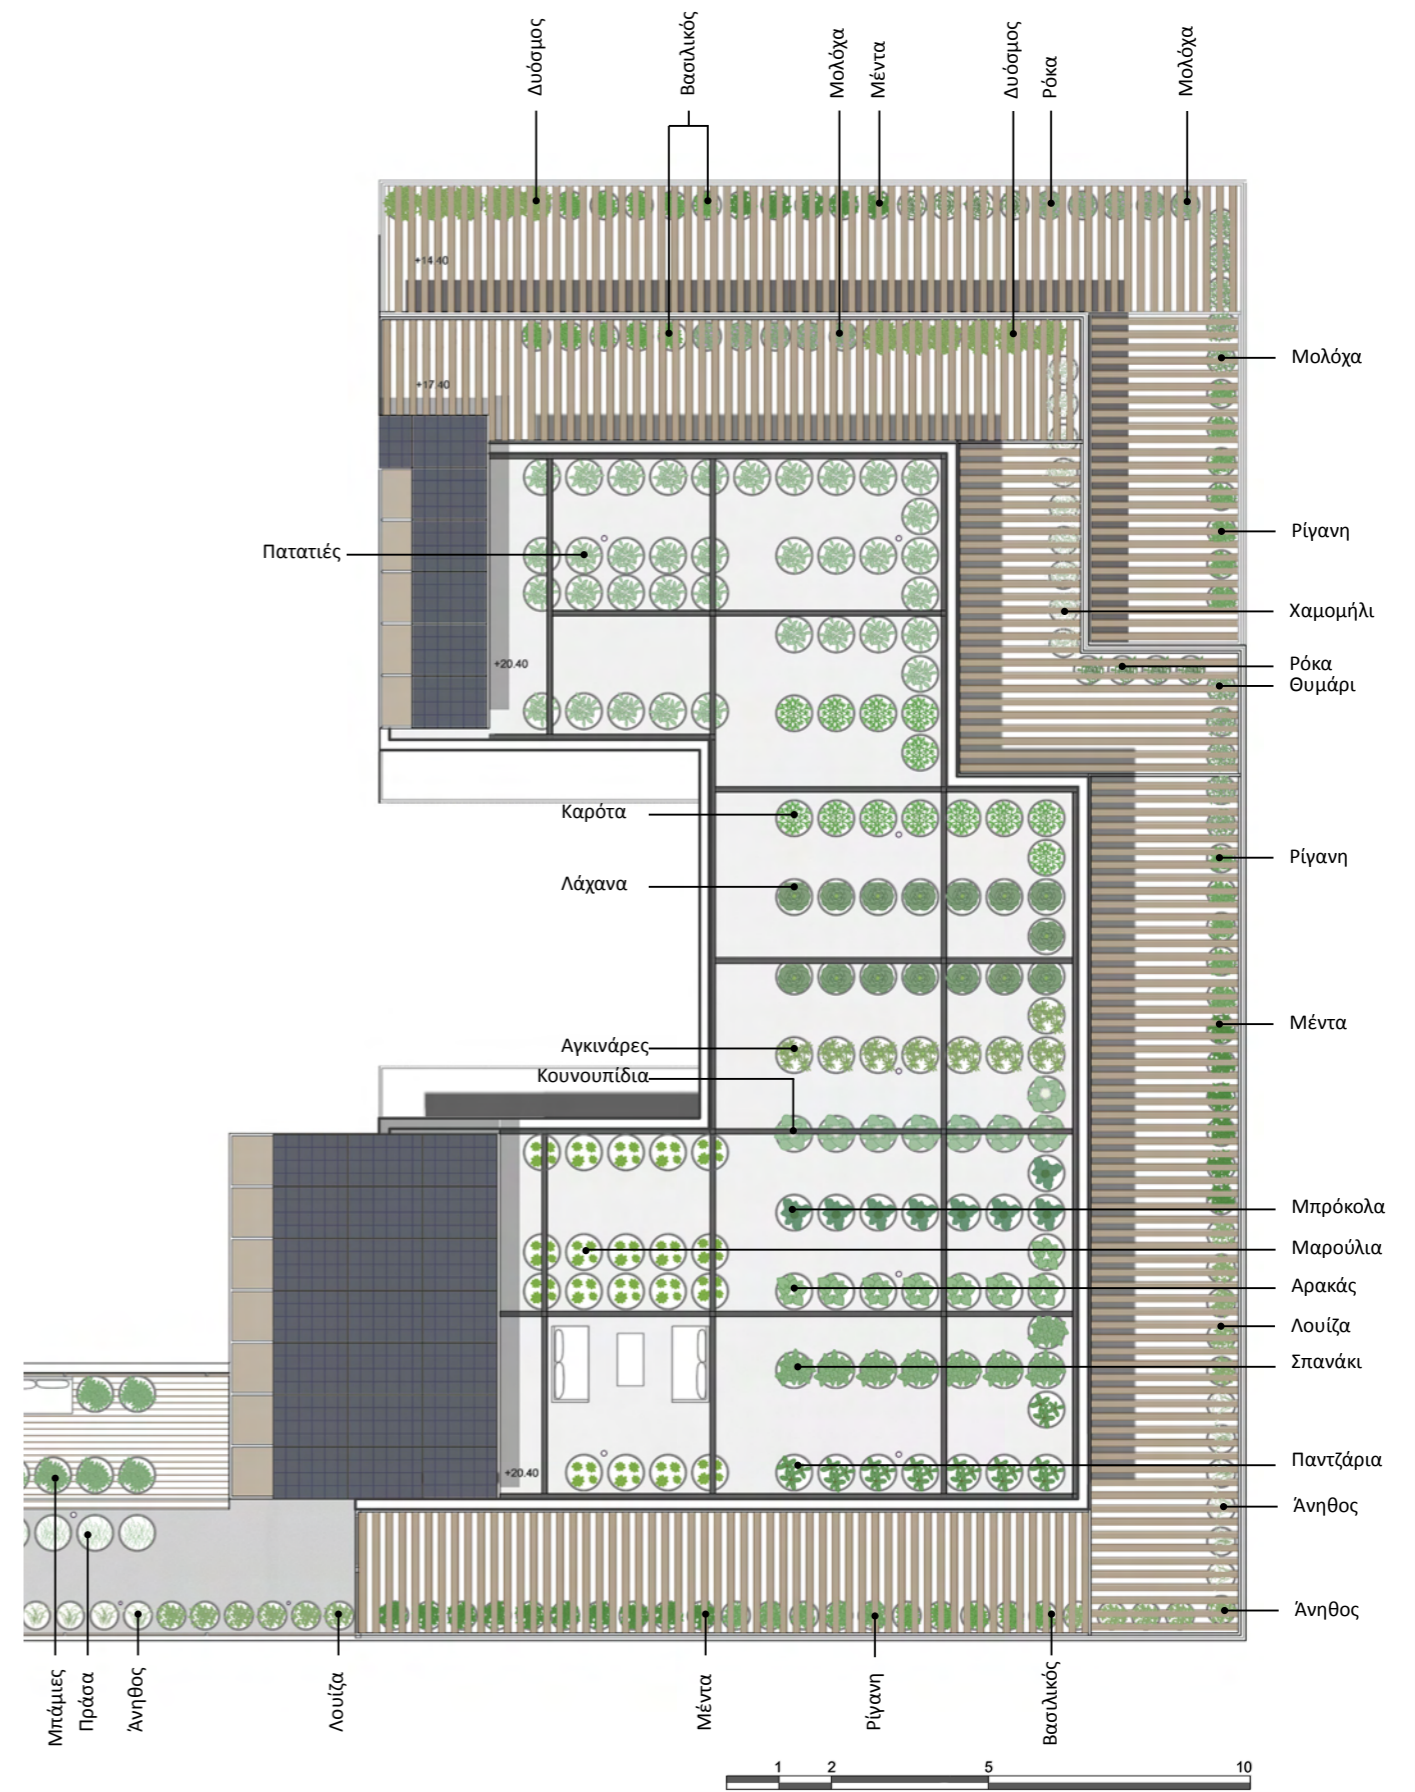 Δυόσμος
Βασιλικός
Μολόχα
Μέντα
Δυόσμος
Ρόκα
Μολόχα
+14.40
Μολόχα
+17.40
Ρίγανη
Πατατιές
Χαμομήλι
+20.40
Ρόκα
Θυμάρι
Καρότα
Ρίγανη
Λάχανα
Μέντα
Αγκινάρες
Κουνουπίδια
Μπρόκολα
Μαρούλια
Αρακάς
Λουίζα
Σπανάκι
Παντζάρια
+20.40
Άνηθος
Άνηθος
Μπάμιες
Πράσα
Άνηθος
Λουίζα
Μέντα
Ρίγανη
Βασιλικός
1 2 5 10